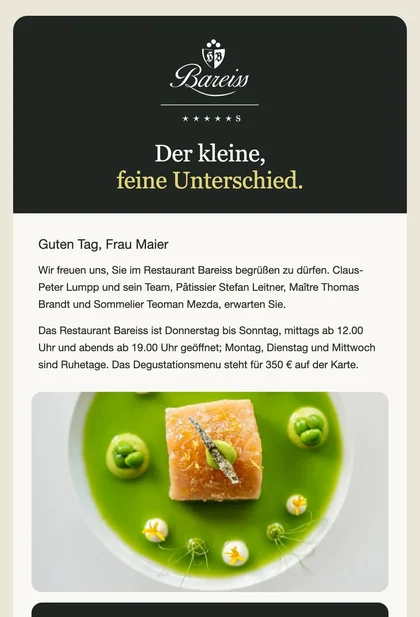 HB
Bareiss
★★★★★S
Der kleine,
feine Unterschied.
Guten Tag, Frau Maier
Wir freuen uns, Sie im Restaurant Bareiss begrüßen zu dürfen. Claus-
Peter Lumpp und sein Team, Pâtissier Stefan Leitner, Maître Thomas
Brandt und Sommelier Teoman Mezda, erwarten Sie.
Das Restaurant Bareiss ist Donnerstag bis Sonntag, mittags ab 12.00
Uhr und abends ab 19.00 Uhr geöffnet; Montag, Dienstag und Mittwoch
sind Ruhetage. Das Degustationsmenu steht für 350 € auf der Karte.